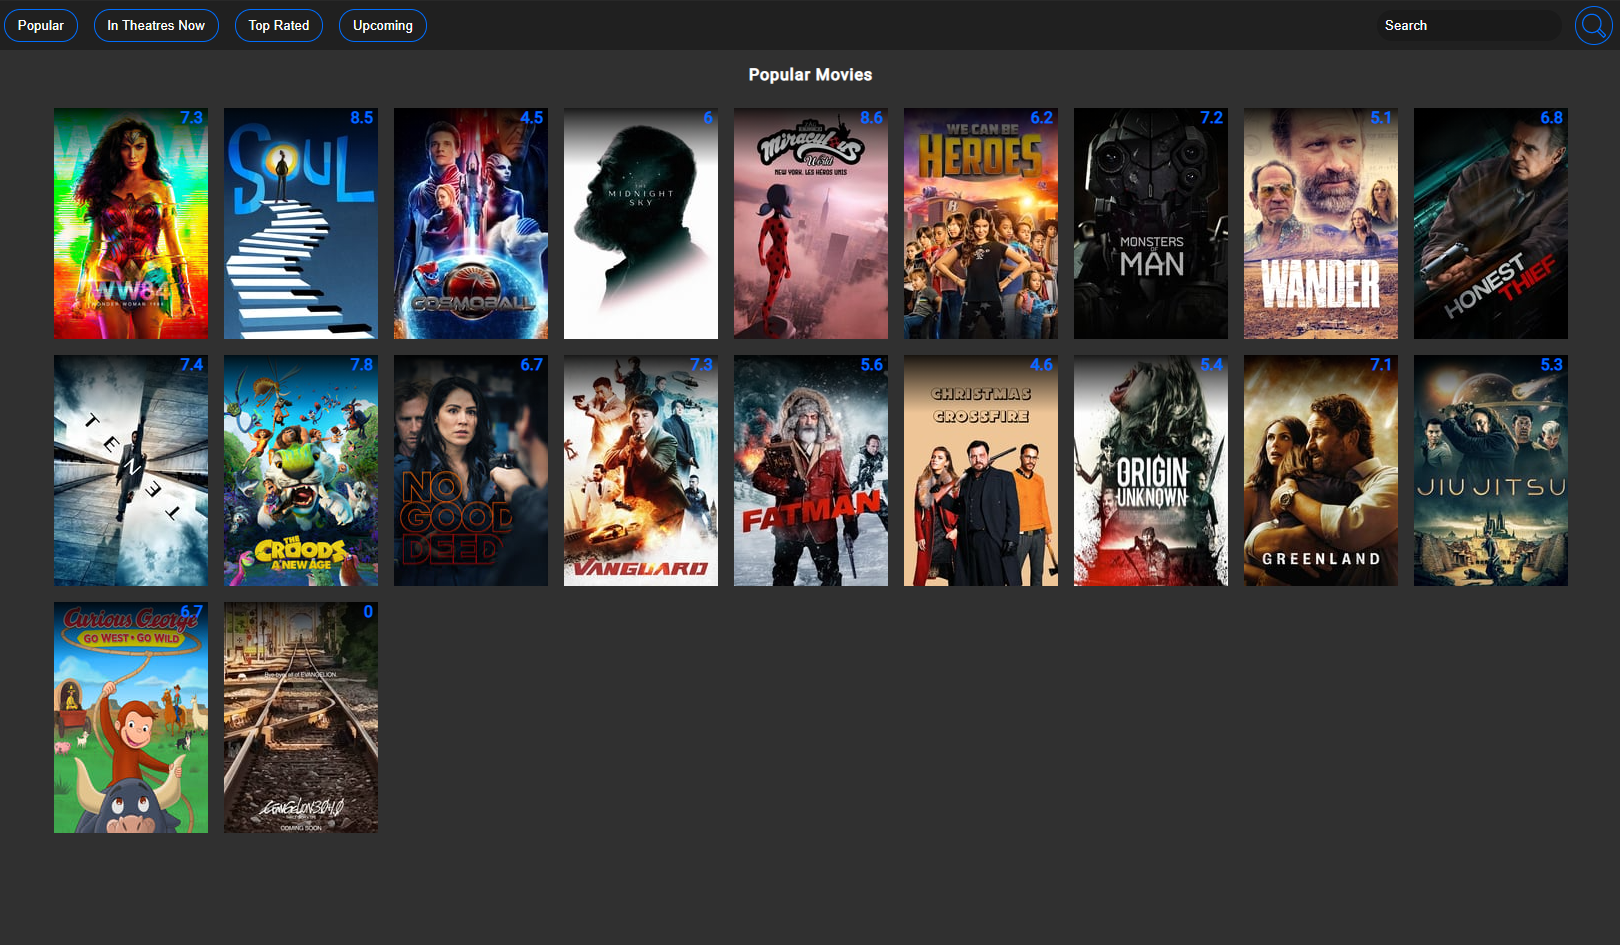 Popular
In Theatres Now
Top Rated
Upcoming
Search
Popular Movies
7.3
WW84
WONDER WOMAN 1984
8.5
SOUL
4.5
COSMOBALL
6
THE
MIDNIGHT
SKY
8.6
Miraculous
World
NEW YORK, LES HÉROS UNIS
6.2
WE CAN BE
HEROES
H
7.2
MONSTERS
OF
MAN
5.1
WANDER
6.8
HONEST
THIEF
7.4
TENET
7.8
THE
CROODS
A NEW AGE
6.7
NO
GOOD
DEED
7.3
VANGUARD
5.6
FATMAN
4.6
CHRISTMAS
CROSSFIRE
5.4
ORIGIN
UNKNOWN
7.1
GREENLAND
5.3
JIU JITSU
6.7
Curious George
GO WEST • GO WILD
0
Bye-bye, all of EVANGELION.
EVANGELION:3.0+1.0
COMING SOON